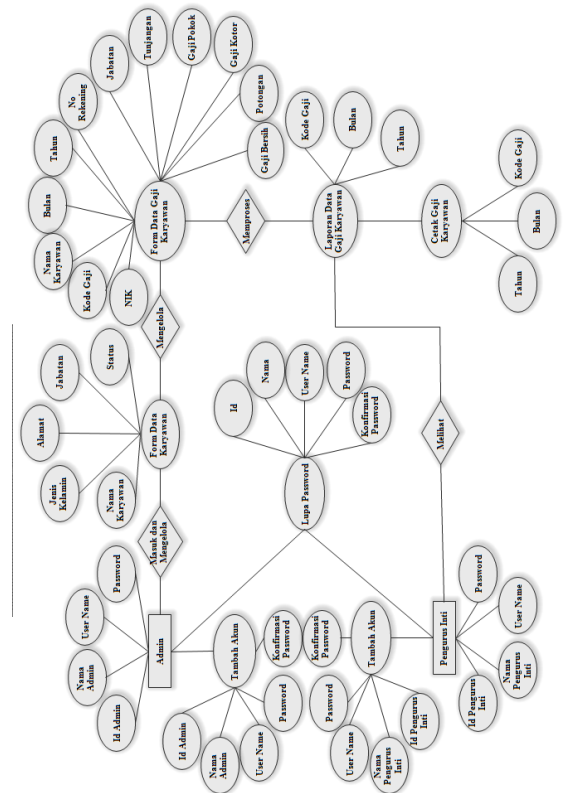 Id Admin
Nama
Admin
User Name
Password
Admin
Masuk dan
Mengelola
Nama
Karyawan
Jenis
Kelamin
Alamat
Jabatan
Status
Form Data
Karyawan
Mengelola
NIK
Kode Gaji
Nama
Karyawan
Bulan
Tahun
No
Rekening
Jabatan
Tunjangan
Gaji Pokok
Gaji Kotor
Potongan
Gaji Bersih
Form Data Gaji
Karyawan
Memproses
Laporan Data
Gaji Karyawan
Kode Gaji
Bulan
Tahun
Cetak Gaji
Karyawan
Tahun
Bulan
Kode Gaji
Lupa Password
Id
Nama
User Name
Password
Konfirmasi
Password
Melihat
Tambah Akun
Id Admin
Nama
Admin
User Name
Password
Konfirmasi
Password
Tambah Akun
Konfirmasi
Password
Password
User Name
Nama
Pengurus
Inti
Id Pengurus
Inti
Pengurus Inti
Id Pengurus
Inti
Nama
Pengurus Inti
User Name
Password